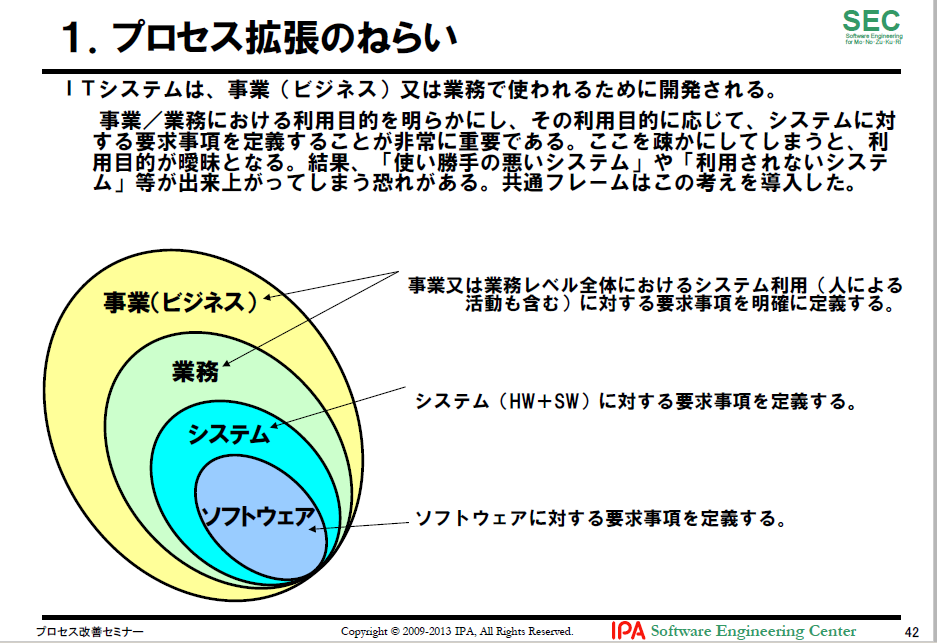 １．プロセス拡張のねらい
SEC
Software Engineering
for Mo･No･Zu･Ku･Ri
ＩＴシステムは、事業（ビジネス）又は業務で使われるために開発される。
事業／業務における利用目的を明らかにし、その利用目的に応じて、システムに対
する要求事項を定義することが非常に重要である。ここを疎かにしてしまうと、利
用目的が曖昧となる。結果、「使い勝手の悪いシステム」や「利用されないシステ
ム」等が出来上がってしまう恐れがある。共通フレームはこの考えを導入した。
事業(ビジネス)
事業又は業務レベル全体におけるシステム利用（人による
活動も含む）に対する要求事項を明確に定義する。
業務
システム（HW＋SW）に対する要求事項を定義する。
システム
ソフトウェア
ソフトウェアに対する要求事項を定義する。
プロセス改善セミナー
Copyright © 2009-2013 IPA, All Rights Reserved.
IPA Software Engineering Center
42